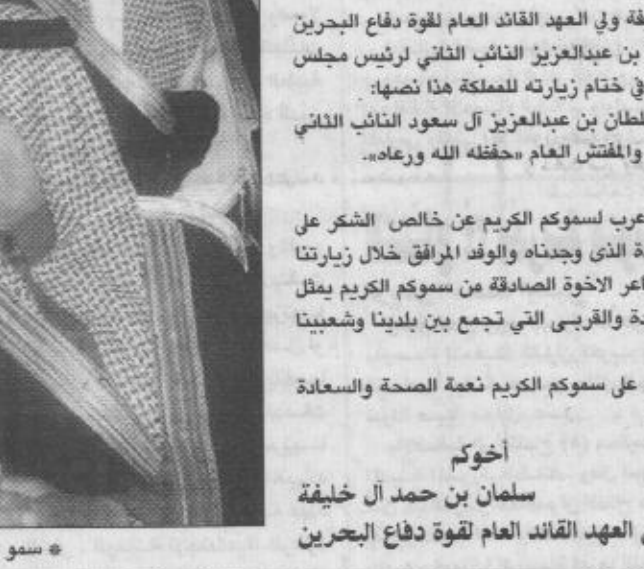 فة ولي العهد القائد العام لقوة دفاع البحرين
بن عبدالعزيز النائب الثاني لرئيس مجلس
في ختام زيارته للمملكة هذا نصها:
لطان بن عبدالعزيز آل سعود النائب الثاني
والمفتش العام «حفظه الله ورعاه».
عرب لسموكم الكريم عن خالص الشكر على
ة الذى وجدناه والوفد المرافق خلال زيارتنا
اعر الاخوة الصادقة من سموكم الكريم يمثل
دة والقربى التي تجمع بين بلدينا وشعبينا
على سموكم الكريم نعمة الصحة والسعادة
أخوكم
سلمان بن حمد آل خليفة
العهد القائد العام لقوة دفاع البحرين
* سمو